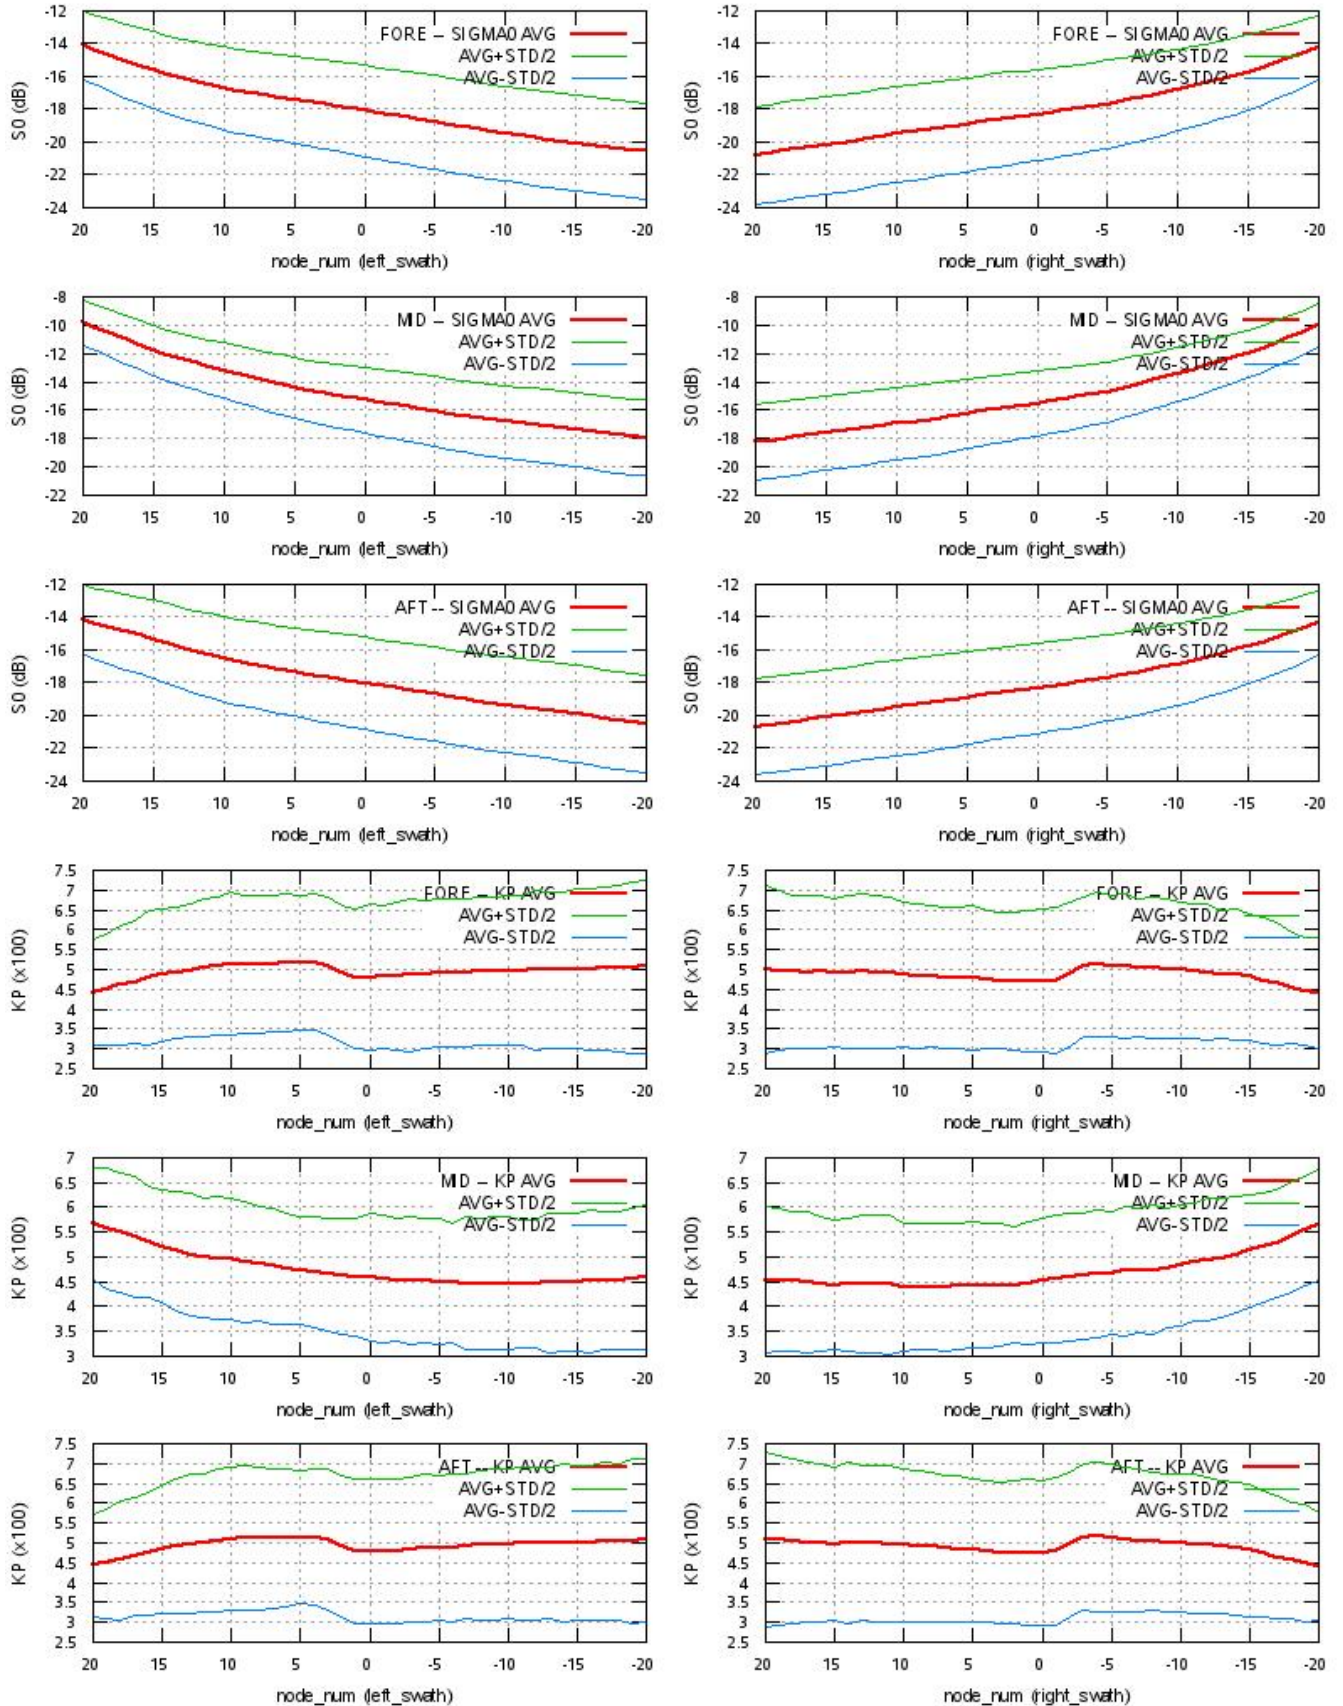 -12
-14
-16
-18
-20
-22
-24
S0 (dB)
FORE -- SIGMA0 AVG
AVG+STD/2
AVG-STD/2
20 15 10 5 0 -5 -10 -15 -20
node_num (left_swath)
-12
-14
-16
-18
-20
-22
-24
S0 (dB)
FORE -- SIGMA0 AVG
AVG+STD/2
AVG-STD/2
20 15 10 5 0 -5 -10 -15 -20
node_num (right_swath)
-8
-10
-12
-14
-16
-18
-20
-22
S0 (dB)
MID -- SIGMA0 AVG
AVG+STD/2
AVG-STD/2
20 15 10 5 0 -5 -10 -15 -20
node_num (left_swath)
-8
-10
-12
-14
-16
-18
-20
-22
S0 (dB)
MID -- SIGMA0 AVG
AVG+STD/2
AVG-STD/2
20 15 10 5 0 -5 -10 -15 -20
node_num (right_swath)
-12
-14
-16
-18
-20
-22
-24
S0 (dB)
AFT -- SIGMA0 AVG
AVG+STD/2
AVG-STD/2
20 15 10 5 0 -5 -10 -15 -20
node_num (left_swath)
-12
-14
-16
-18
-20
-22
-24
S0 (dB)
AFT -- SIGMA0 AVG
AVG+STD/2
AVG-STD/2
20 15 10 5 0 -5 -10 -15 -20
node_num (right_swath)
7.5
7
6.5
6
5.5
5
4.5
4
3.5
3
2.5
KP (x100)
FORE -- KP AVG
AVG+STD/2
AVG-STD/2
20 15 10 5 0 -5 -10 -15 -20
node_num (left_swath)
7.5
7
6.5
6
5.5
5
4.5
4
3.5
3
2.5
KP (x100)
FORE -- KP AVG
AVG+STD/2
AVG-STD/2
20 15 10 5 0 -5 -10 -15 -20
node_num (right_swath)
7
6.5
6
5.5
5
4.5
4
3.5
3
KP (x100)
MID -- KP AVG
AVG+STD/2
AVG-STD/2
20 15 10 5 0 -5 -10 -15 -20
node_num (left_swath)
7
6.5
6
5.5
5
4.5
4
3.5
3
KP (x100)
MID -- KP AVG
AVG+STD/2
AVG-STD/2
20 15 10 5 0 -5 -10 -15 -20
node_num (right_swath)
7.5
7
6.5
6
5.5
5
4.5
4
3.5
3
2.5
KP (x100)
AFT -- KP AVG
AVG+STD/2
AVG-STD/2
20 15 10 5 0 -5 -10 -15 -20
node_num (left_swath)
7.5
7
6.5
6
5.5
5
4.5
4
3.5
3
2.5
KP (x100)
AFT -- KP AVG
AVG+STD/2
AVG-STD/2
20 15 10 5 0 -5 -10 -15 -20
node_num (right_swath)